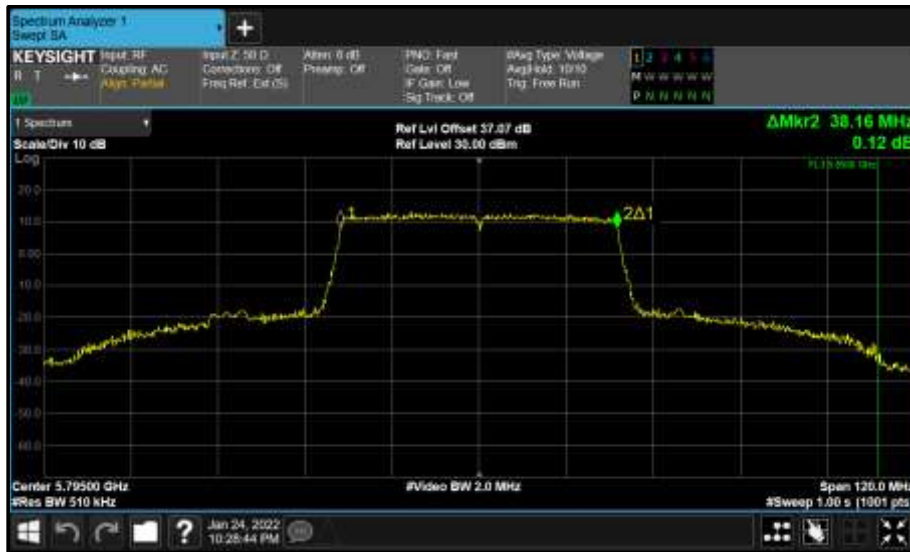 Spectrum Analyzer 1
Swept SA
KEYSIGHT
R T
Input: RF
Coupling: AC
Align: Partial
Input Z: 50 Ω
Corrections: Off
Freq Ref: Ext (S)
Atten: 6 dB
Preamp: Off
PNO: Fast
Gate: Off
IF Gain: Low
Sig Track: Off
#Avg Type: Voltage
Avg|Hold: 10/10
Trig: Free Run
1 2 3 4 5 6
M W W W W W
P N N N N N
1 Spectrum
Scale/Div 10 dB
Ref Lvl Offset 37.07 dB
Ref Level 30.00 dBm
ΔMkr2 38.16 MHz
0.12 dB
Log
20.0
10.0
0.00
-10.0
-20.0
-30.0
-40.0
-50.0
-60.0
1
2Δ1
Center 5.79500 GHz
#Res BW 510 kHz
#Video BW 2.0 MHz
Span 120.0 MHz
#Sweep 1.00 s (1001 pts
?
Jan 24, 2022
10:28:44 PM